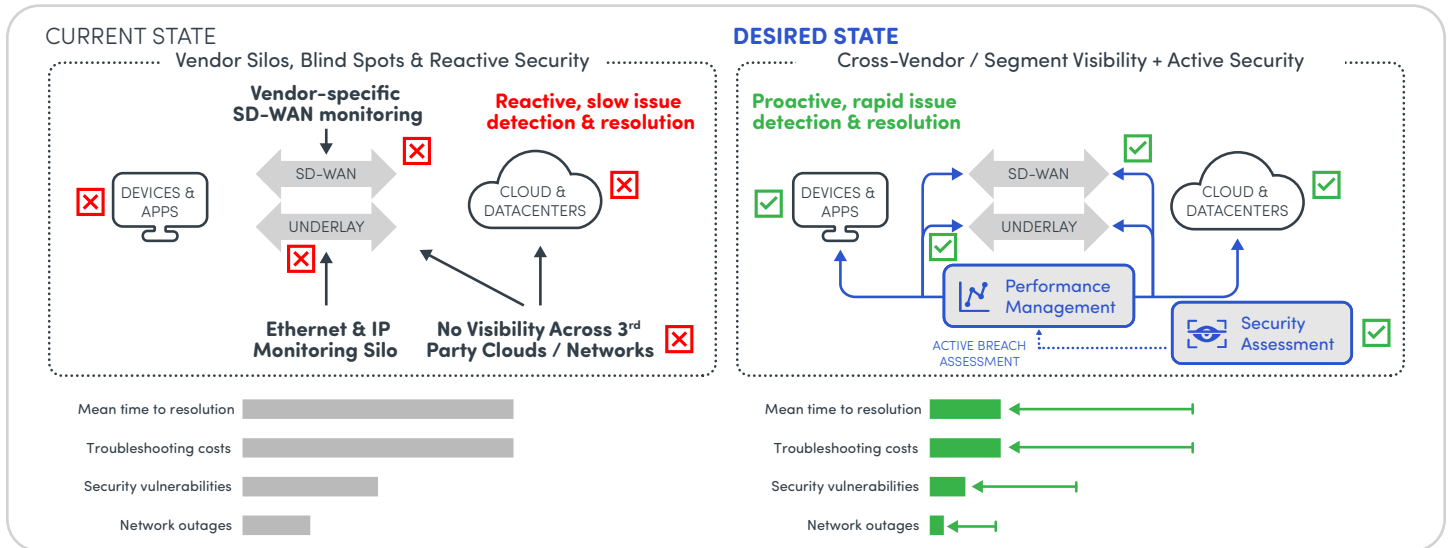 CURRENT STATE
Vendor Silos, Blind Spots & Reactive Security
Vendor-specific
SD-WAN monitoring
Reactive, slow issue
detection & resolution
SD-WAN
DEVICES &
APPS
CLOUD &
DATACENTERS
UNDERLAY
Ethernet & IP
Monitoring Silo
No Visibility Across 3rd
Party Clouds / Networks
Mean time to resolution
Troubleshooting costs
Security vulnerabilities
Network outages
DESIRED STATE
Cross-Vendor / Segment Visibility + Active Security
Proactive, rapid issue
detection & resolution
SD-WAN
DEVICES &
APPS
CLOUD &
DATACENTERS
UNDERLAY
Performance
Management
Security
Assessment
ACTIVE BREACH
ASSESSMENT
Mean time to resolution
Troubleshooting costs
Security vulnerabilities
Network outages